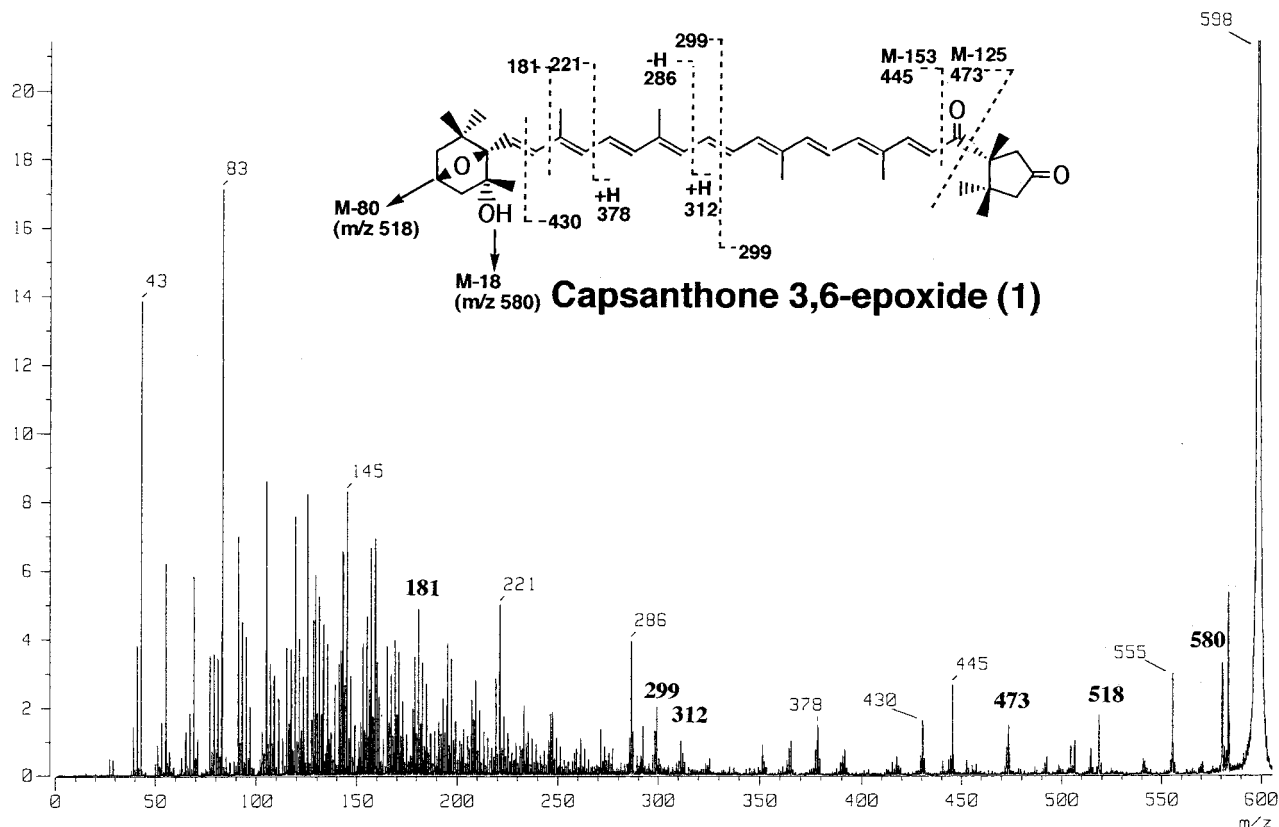 598
299
M-153 M-125
181 221 -H 445 473
286
O
20
18
83
O
O
M-80
(m/z 518)
+H
378
+H
312
OH
430
16
299
M-18
(m/z 580)
Capsanthone 3,6-epoxide (1)
43
14
12
10
145
8
6
181
221
580
555
4
286
445
299
312
378
430
473
518
2
0
0 50 100 150 200 250 300 350 400 450 500 550 600
m/z